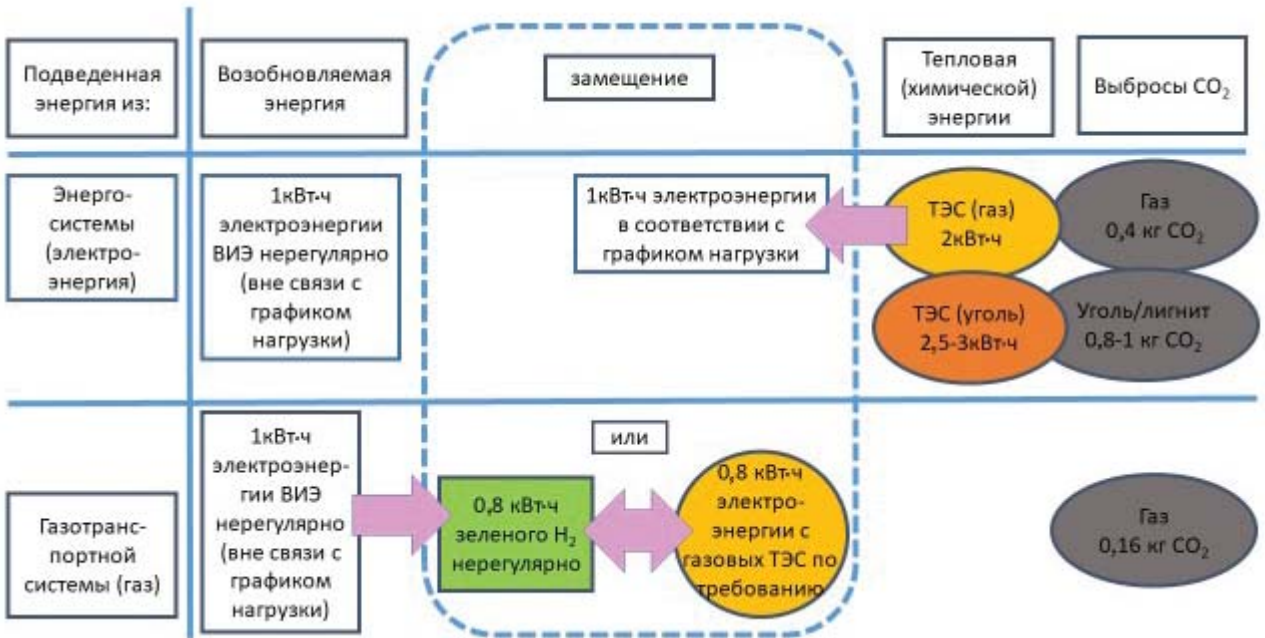 Подведенная
энергия из:
Возобновляемая
энергия
замещение
Тепловая
(химической)
энергии
Выбросы CO₂
Энерго-
системы
(электро-
энергия)
1кВт·ч
электроэнергии
ВИЭ нерегулярно
(вне связи с
графиком
нагрузки)
1кВт·ч электроэнергии
в соответствии с
графиком нагрузки
ТЭС (газ)
2кВт·ч
Газ
0,4 кг CO₂
ТЭС (уголь)
2,5-3кВт·ч
Уголь/лигнит
0,8-1 кг CO₂
Газотранс-
портной
системы (газ)
1кВт·ч
электроэнер-
гии ВИЭ
нерегулярно
(вне связи с
графиком
нагрузки)
или
0,8 кВт·ч
зеленого H₂
нерегулярно
0,8 кВт·ч
электро-
энергии с
газовых ТЭС по
требованию
Газ
0,16 кг CO₂